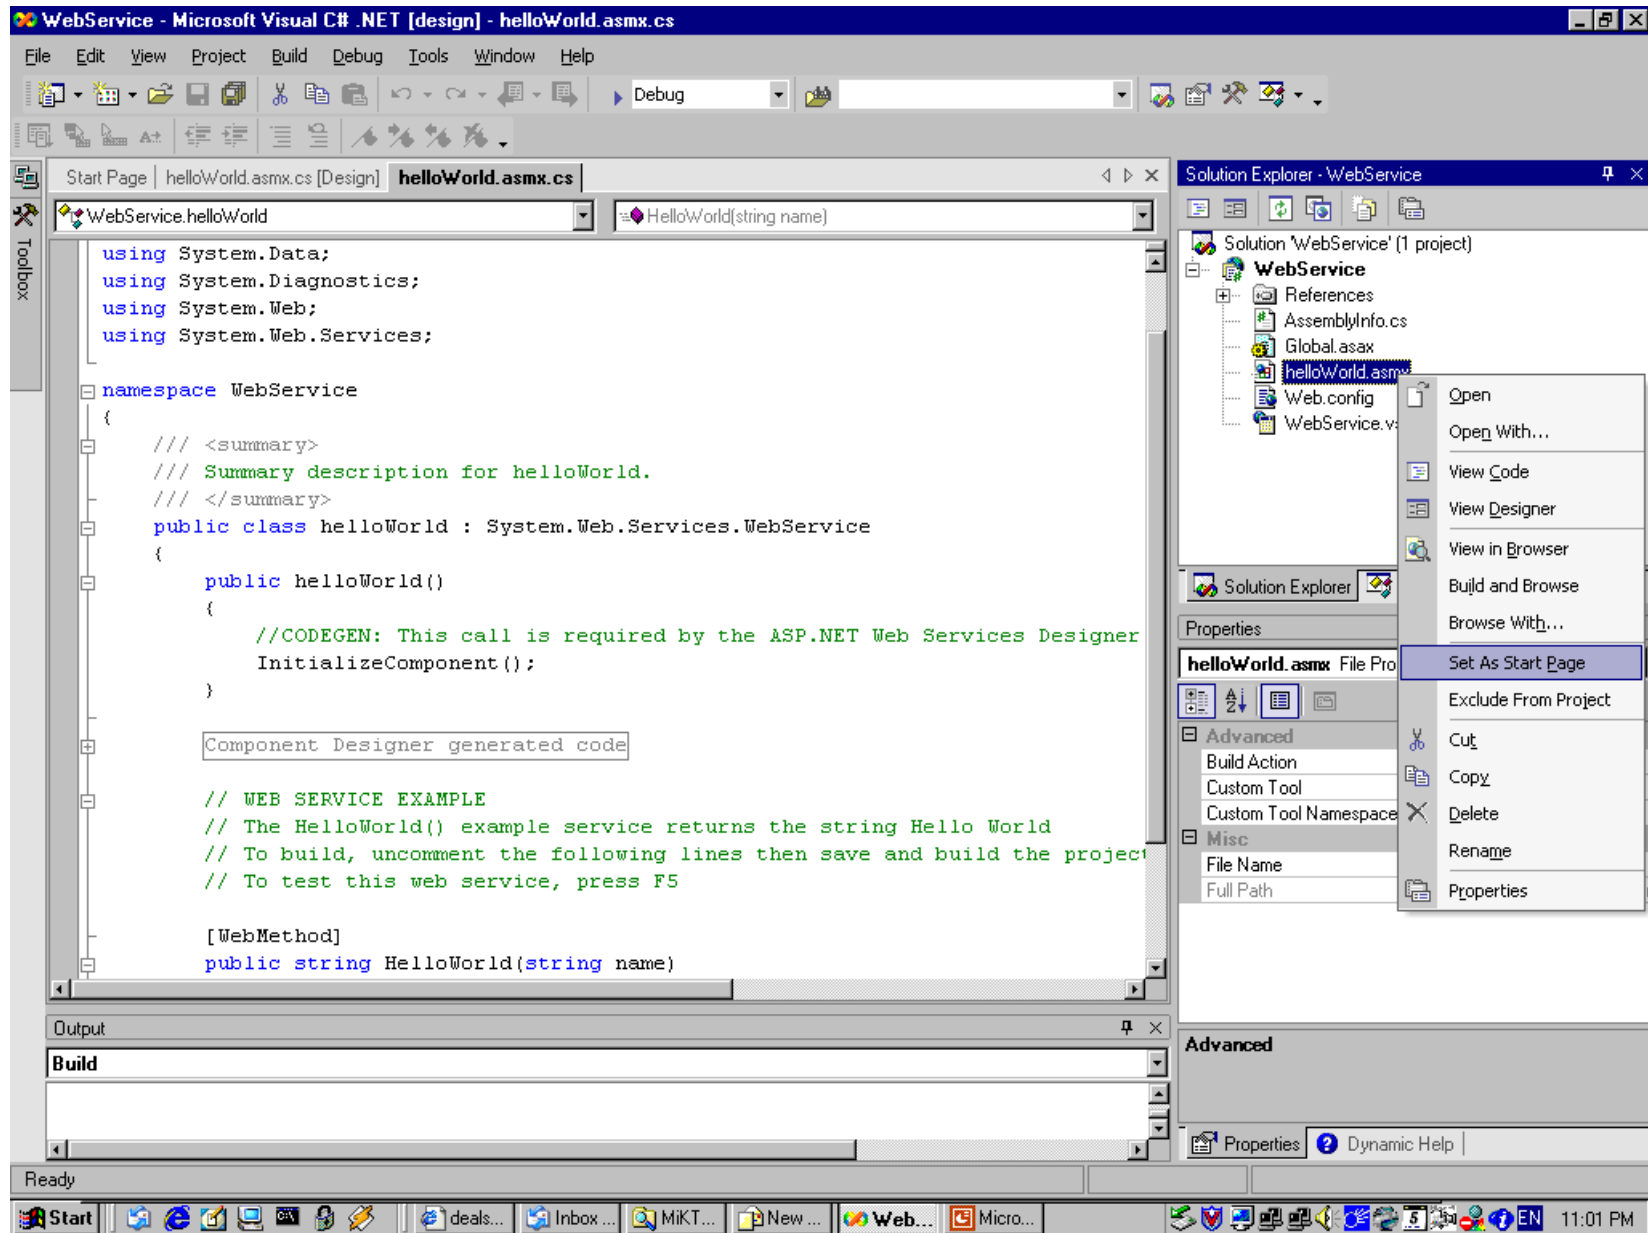 WebService - Microsoft Visual C# .NET [design] - helloWorld.asmx.cs
File Edit View Project Build Debug Tools Window Help
Debug
Start Page helloWorld.asmx.cs [Design] helloWorld.asmx.cs
WebService.helloWorld HelloWorld(string name)
Toolbox
using System.Data;
using System.Diagnostics;
using System.Web;
using System.Web.Services;
namespace WebService
{
/// <summary>
/// Summary description for helloWorld.
/// </summary>
public class helloWorld : System.Web.Services.WebService
{
public helloWorld()
{
//CODEGEN: This call is required by the ASP.NET Web Services Designer
InitializeComponent();
}
Component Designer generated code
// WEB SERVICE EXAMPLE
// The HelloWorld() example service returns the string Hello World
// To build, uncomment the following lines then save and build the project
// To test this web service, press F5
[WebMethod]
public string HelloWorld(string name)
Output
Build
Solution Explorer - WebService
Solution 'WebService' (1 project)
WebService
References
AssemblyInfo.cs
Global.asax
helloWorld.asmx
Web.config
WebService.v
Solution Explorer
Open
Open With...
View Code
View Designer
View in Browser
Build and Browse
Browse With...
Set As Start Page
Exclude From Project
Cut
Copy
Delete
Rename
Properties
Properties
helloWorld.asmx File Pro
Advanced
Build Action
Custom Tool
Custom Tool Namespace
Misc
File Name
Full Path
Advanced
Properties Dynamic Help
Ready
Start deals... Inbox ... MiKT... New ... Web... Micro... 5 EN 11:01 PM